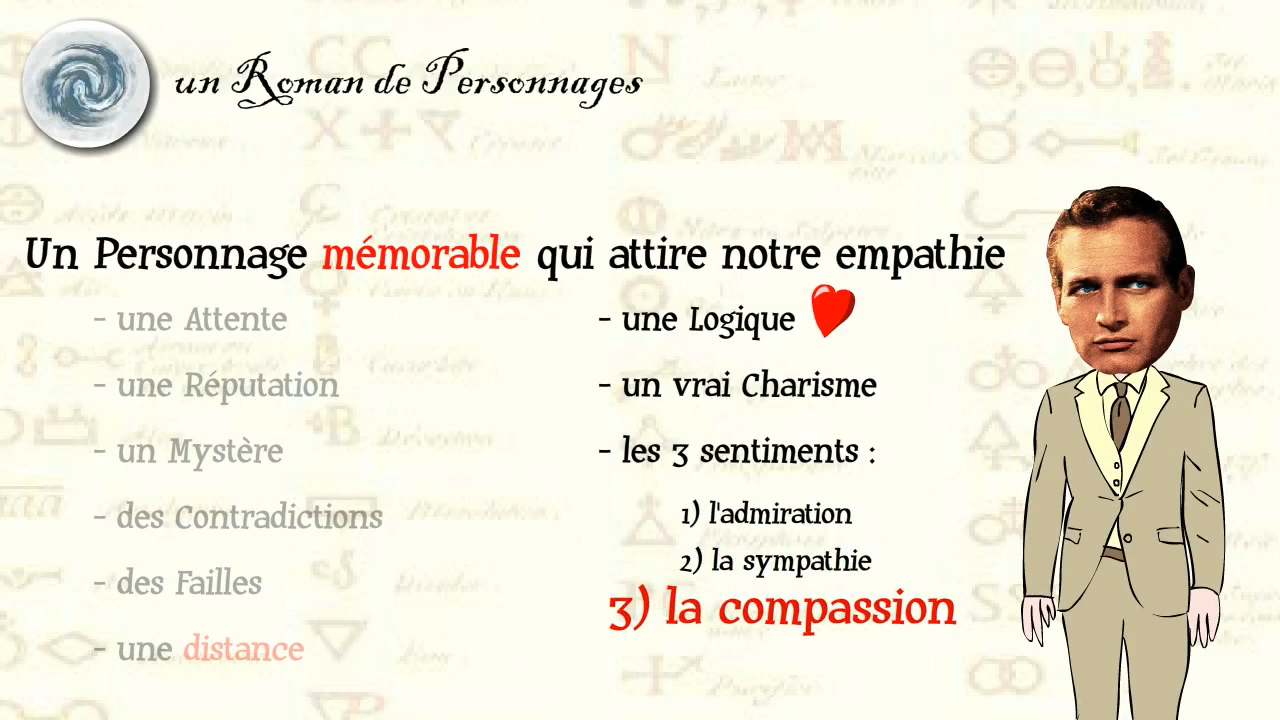 un Roman de Personnages
Un Personnage mémorable qui attire notre empathie
- une Attente
- une Réputation
- un Mystère
- des Contradictions
- des Failles
- une distance
- une Logique
- un vrai Charisme
- les 3 sentiments :
1) l'admiration
2) la sympathie
3) la compassion